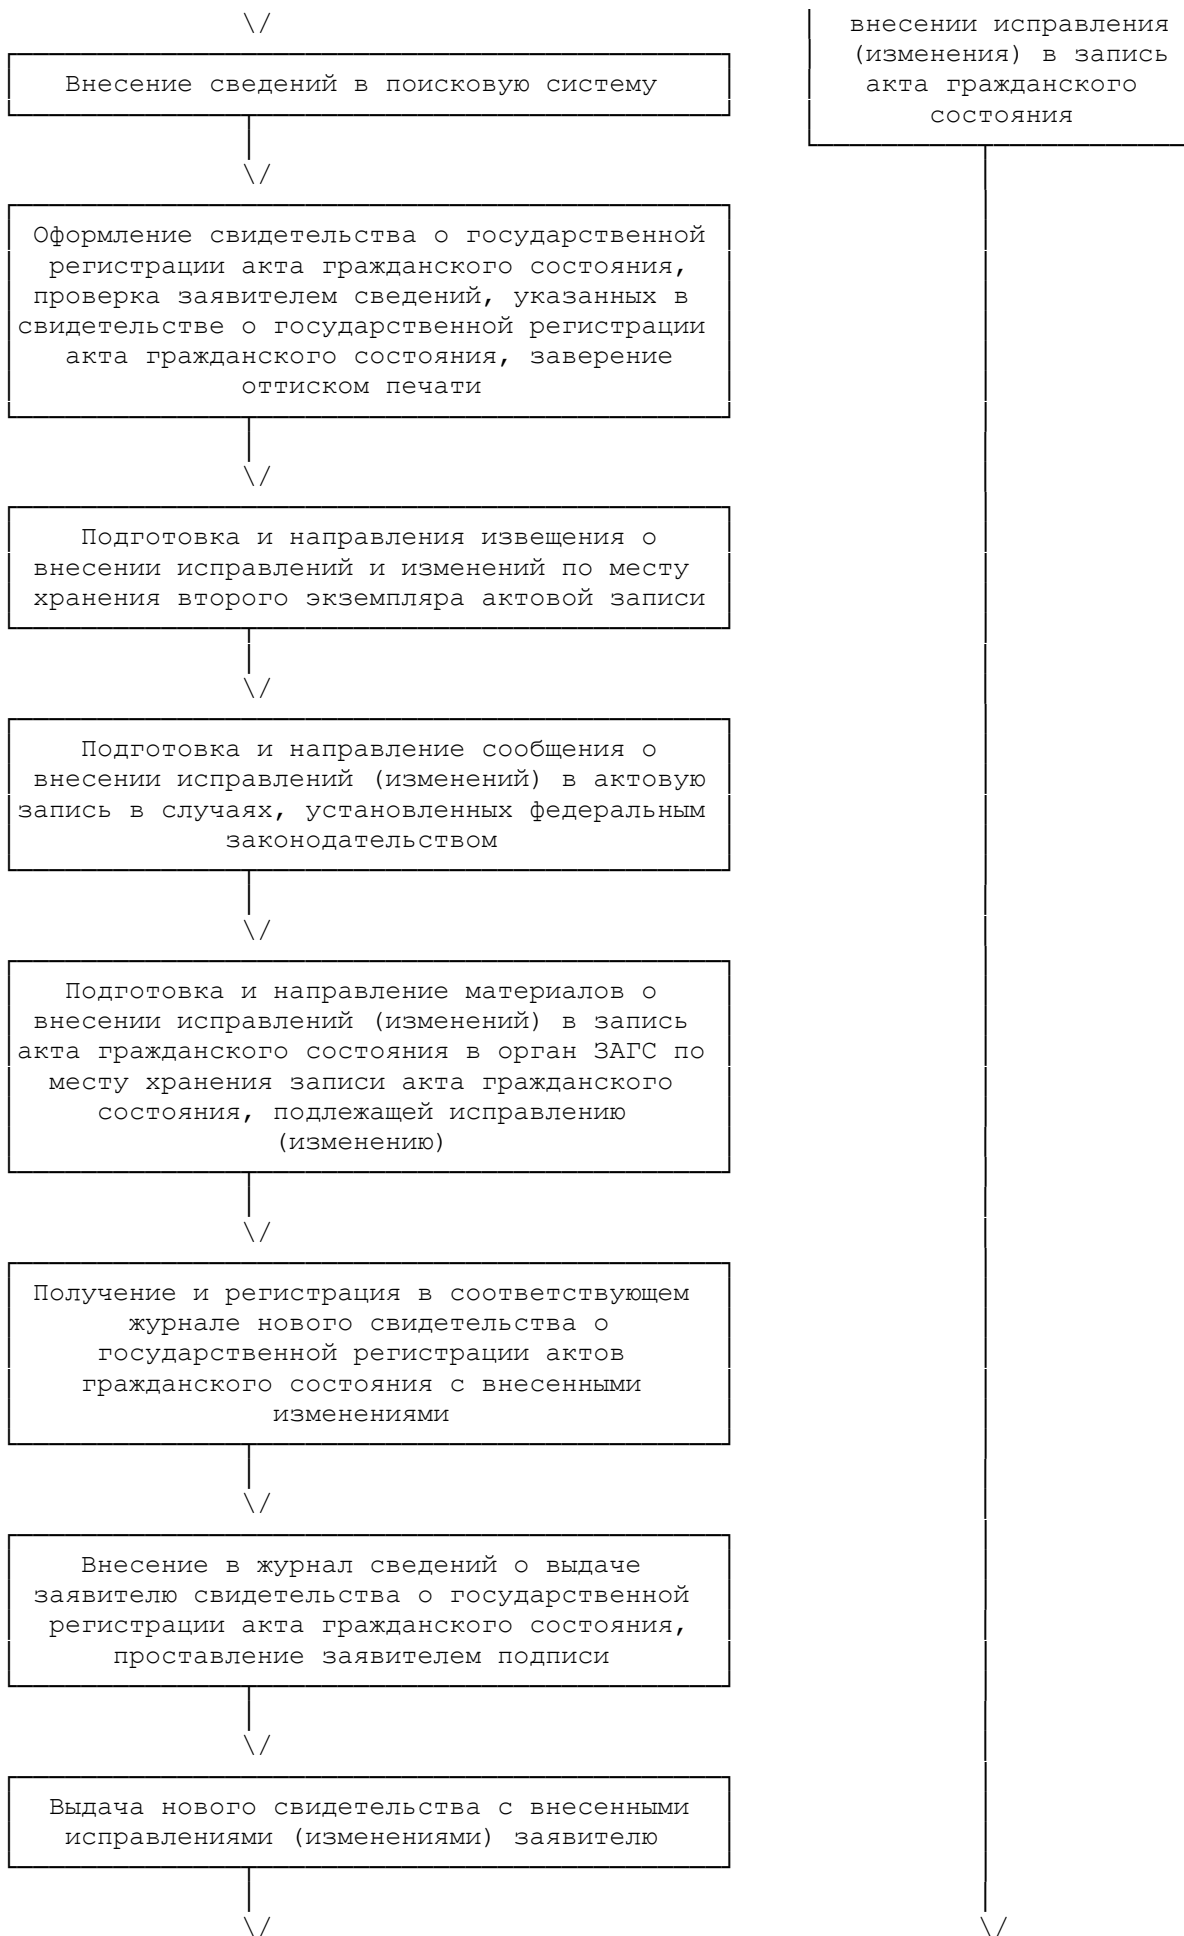 внесении исправления
(изменения) в запись
акта гражданского
состояния
Внесение сведений в поисковую систему
Оформление свидетельства о государственной
регистрации акта гражданского состояния,
проверка заявителем сведений, указанных в
свидетельстве о государственной регистрации
акта гражданского состояния, заверение
оттиском печати
Подготовка и направления извещения о
внесении исправлений и изменений по месту
хранения второго экземпляра актовой записи
Подготовка и направление сообщения о
внесении исправлений (изменений) в актовую
запись в случаях, установленных федеральным
законодательством
Подготовка и направление материалов о
внесении исправлений (изменений) в запись
акта гражданского состояния в орган ЗАГС по
месту хранения записи акта гражданского
состояния, подлежащей исправлению
(изменению)
Получение и регистрация в соответствующем
журнале нового свидетельства о
государственной регистрации актов
гражданского состояния с внесенными
изменениями
Внесение в журнал сведений о выдаче
заявителю свидетельства о государственной
регистрации акта гражданского состояния,
проставление заявителем подписи
Выдача нового свидетельства с внесенными
исправлениями (изменениями) заявителю